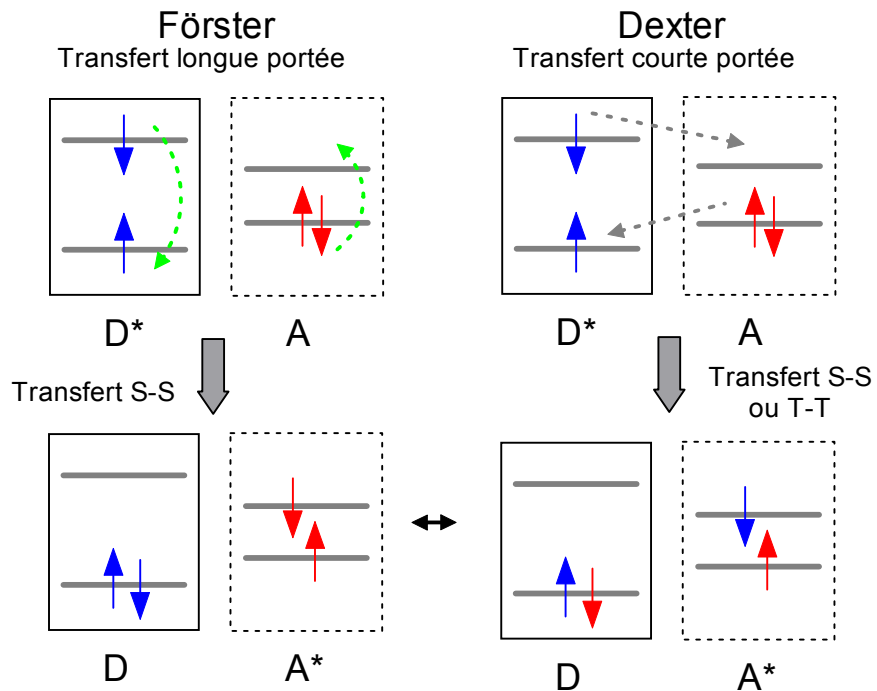 Förster
Transfert longue portée
Dexter
Transfert courte portée
D*
A
D*
A
Transfert S-S
Transfert S-S
ou T-T
D
A*
D
A*